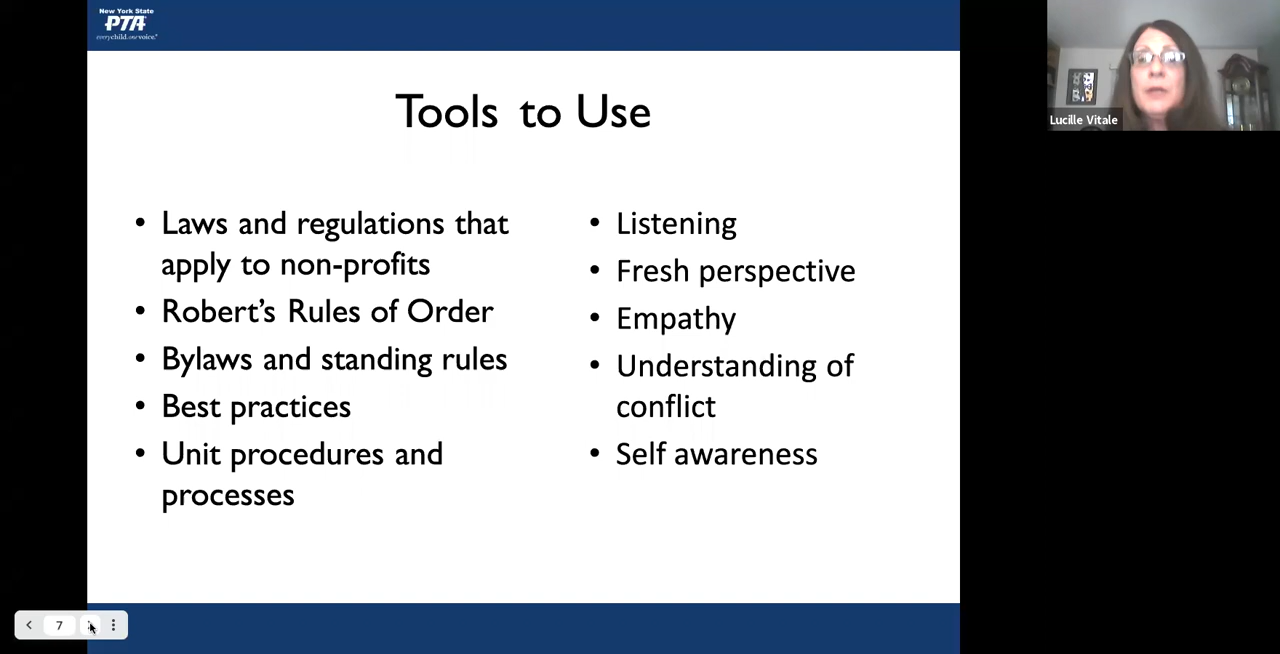 New York State
PTA
everychild.onevoice.®
Tools to Use
• Laws and regulations that
apply to non-profits
• Robert’s Rules of Order
• Bylaws and standing rules
• Best practices
• Unit procedures and
processes
• Listening
• Fresh perspective
• Empathy
• Understanding of
conflict
• Self awareness
Lucille Vitale
7